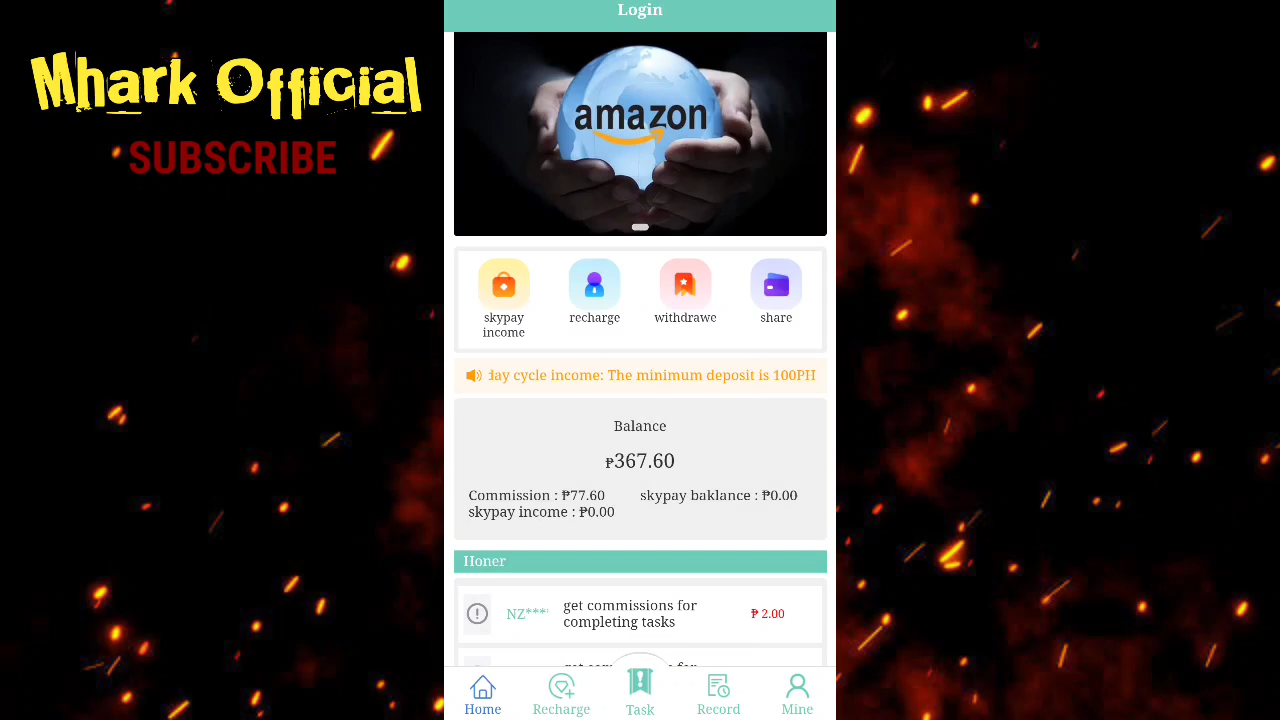 Mhark Official
SUBSCRIBE
Login
amazon
skypay
income
recharge
withdrawe
share
day cycle income: The minimum deposit is 100PH
Balance
₱367.60
Commission : ₱77.60
skypay baklance : ₱0.00
skypay income : ₱0.00
Honer
NZ***
get commissions for
completing tasks
₱ 2.00
Home
Recharge
Task
Record
Mine